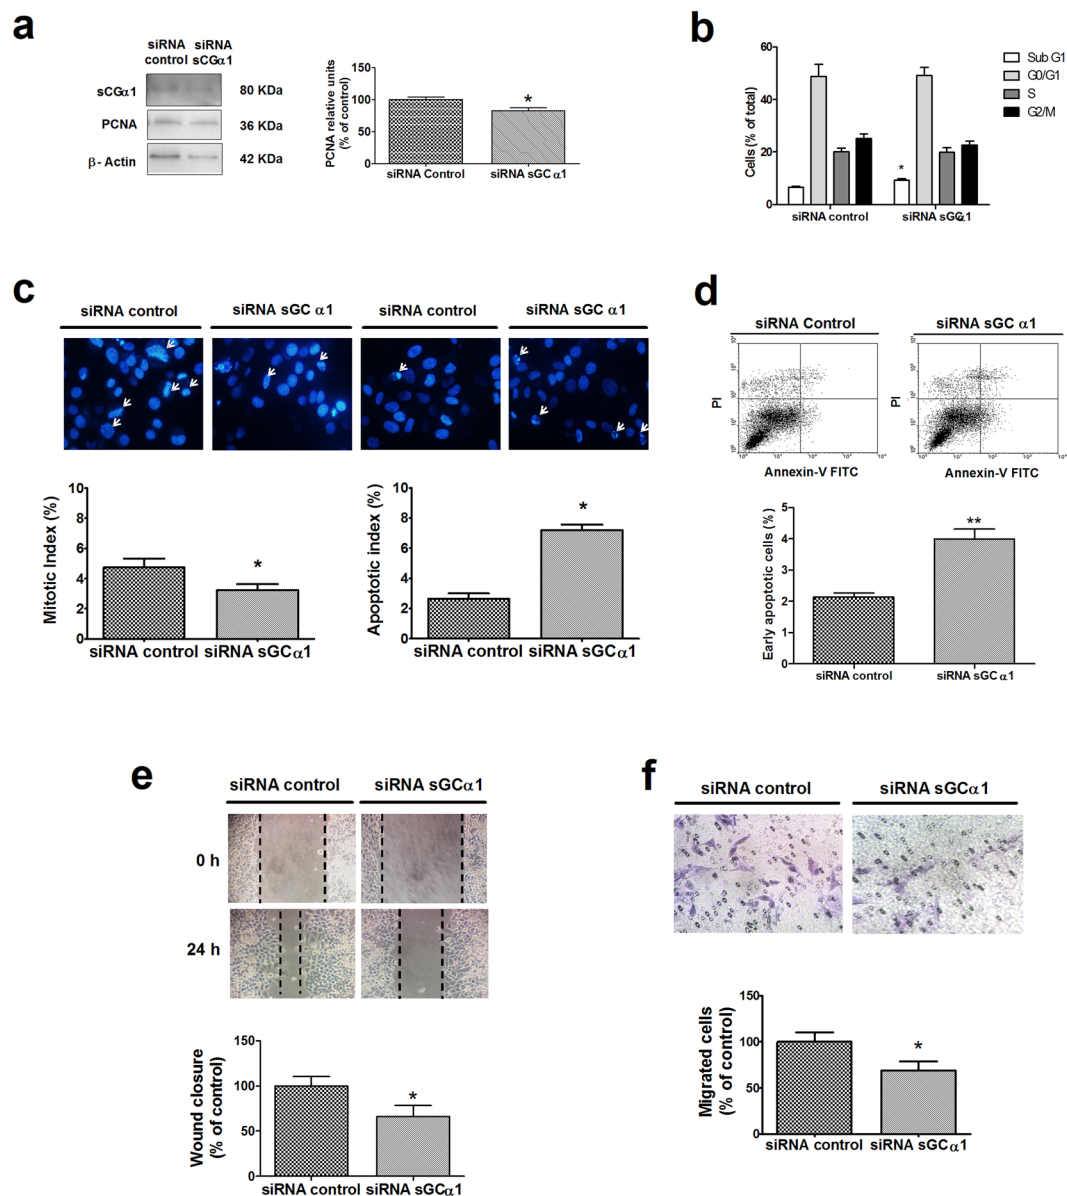 a
siRNA control
siRNA sCGα1
sCGα1
80 KDa
PCNA
36 KDa
β- Actin
42 KDa
PCNA relative units
(% of control)
150
100
50
0
*
siRNA Control
siRNA sGCα1
b
Cells (% of total)
60
40
20
0
*
siRNA control
siRNA sGCα1
Sub G1
G0/G1
S
G2/M
c
siRNA control
siRNA sGC α1
siRNA control
siRNA sGC α1
Mitotic Index (%)
10
8
6
4
2
0
*
siRNA control
siRNA sGCα1
Apoptotic index (%)
10
8
6
4
2
0
*
siRNA control
siRNA sGCα1
d
siRNA Control
siRNA sGC α1
PI
Annexin-V FITC
PI
Annexin-V FITC
Early apoptotic cells (%)
5
4
3
2
1
0
**
siRNA control
siRNA sGCα1
e
siRNA control
siRNA sGCα1
0 h
24 h
Wound closure
(% of control)
150
100
50
0
*
siRNA control
siRNA sGCα1
f
siRNA control
siRNA sGCα1
Migrated cells
(% of control)
150
100
50
0
*
siRNA control
siRNA sGCα1